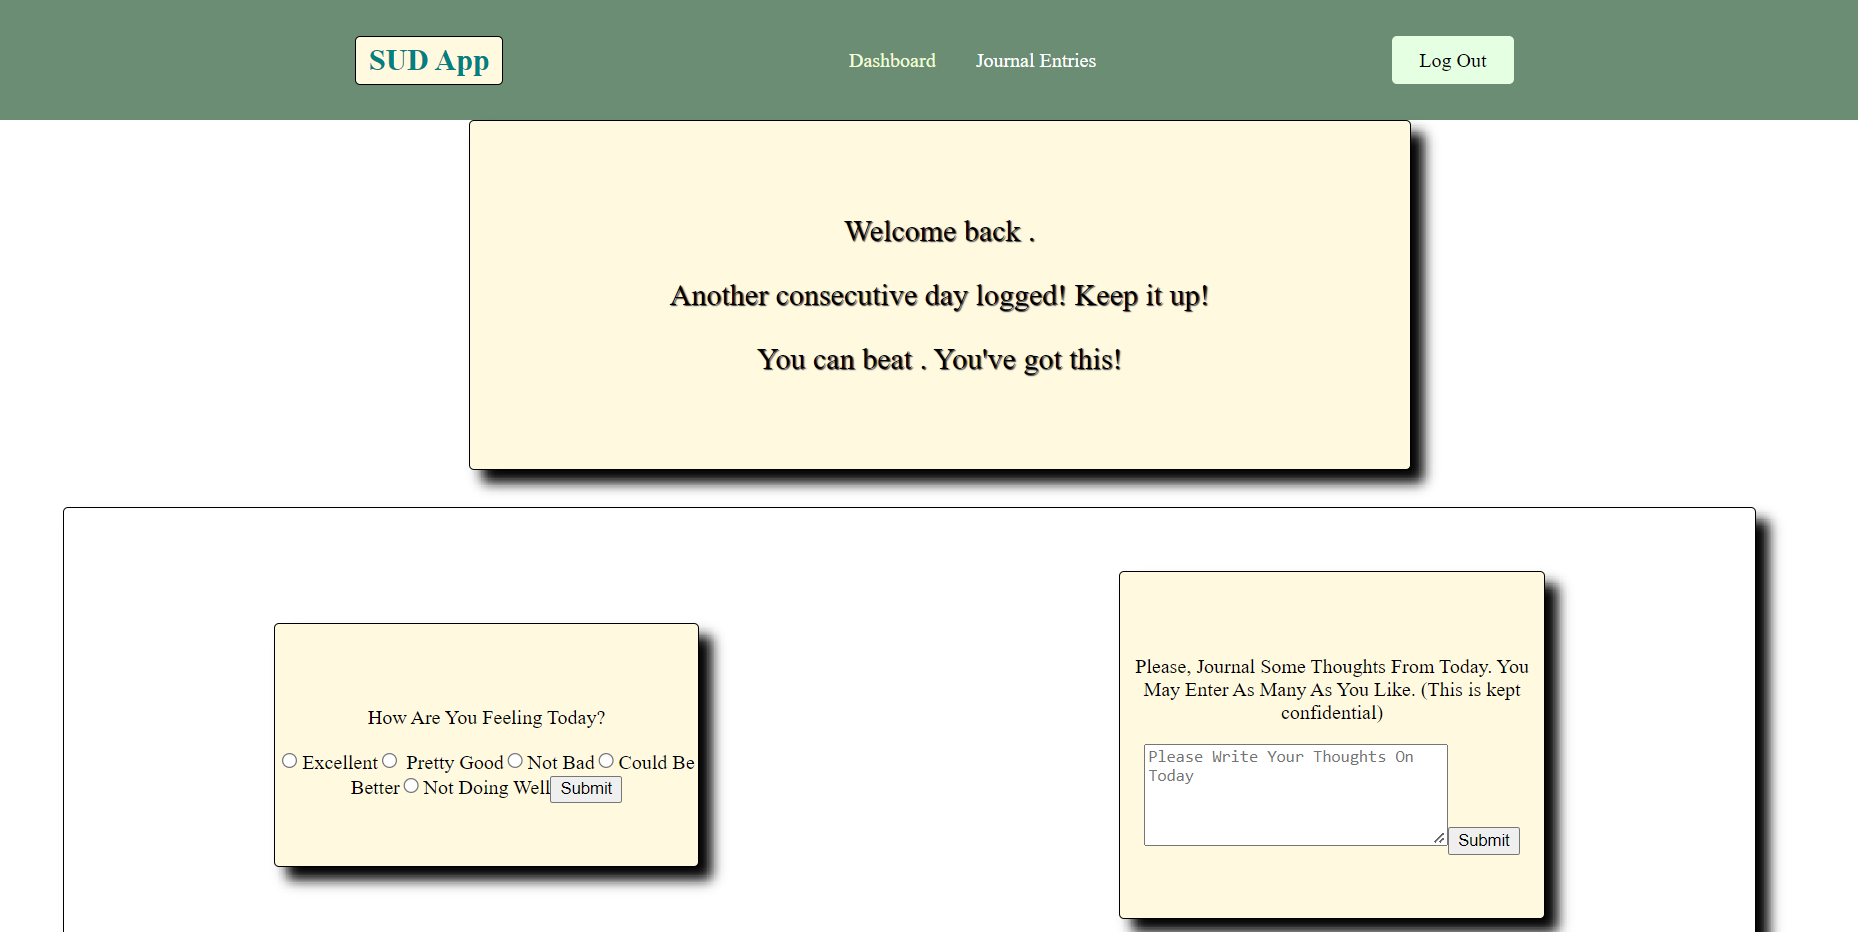 SUD App
Dashboard
Journal Entries
Log Out
Welcome back .
Another consecutive day logged! Keep it up!
You can beat . You've got this!
How Are You Feeling Today?
Excellent Pretty Good Not Bad Could Be
Better Not Doing Well Submit
Please, Journal Some Thoughts From Today. You
May Enter As Many As You Like. (This is kept
confidential)
Please Write Your Thoughts On
Today
Submit